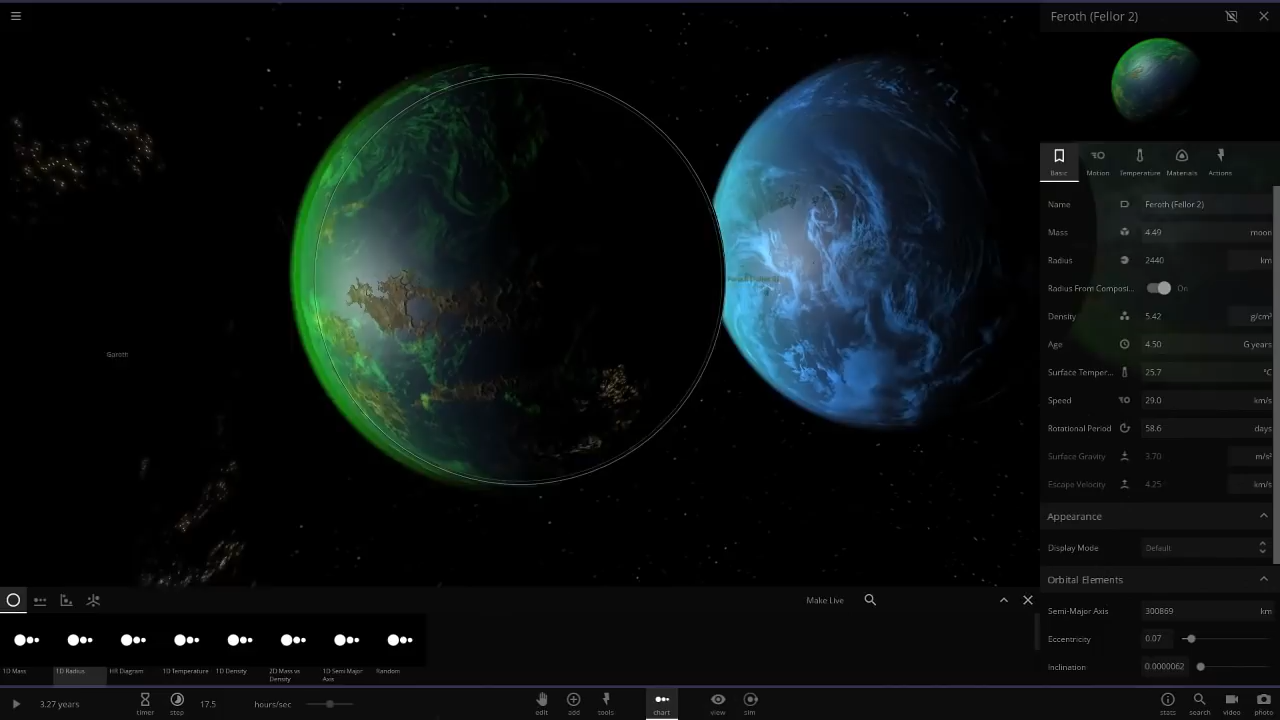 Feroth (Fellor 2)
Basic
Motion
Temperature
Materials
Actions
Name Feroth (Fellor 2)
Mass 4.49 moon
Radius 2440 km
Radius From Composi... On
Density 5.42 g/cm³
Age 4.50 G years
Surface Temper... 25.7 °C
Speed 29.0 km/s
Rotational Period 58.6 days
Surface Gravity 3.70 m/s²
Escape Velocity 4.25 km/s
Appearance
Display Mode Default
Orbital Elements
Semi-Major Axis 300869 km
Eccentricity 0.07
Inclination 0.0000062
Goroth
Make Live
1D Mass
1D Radius
HR Diagram
1D Temperature
1D Density
2D Mass vs
Density
1D Semi-Major
Axis
Random
3.27 years
timer
step
17.5 hours/sec
edit
add
tools
chart
view
sim
stats
search
video
photo